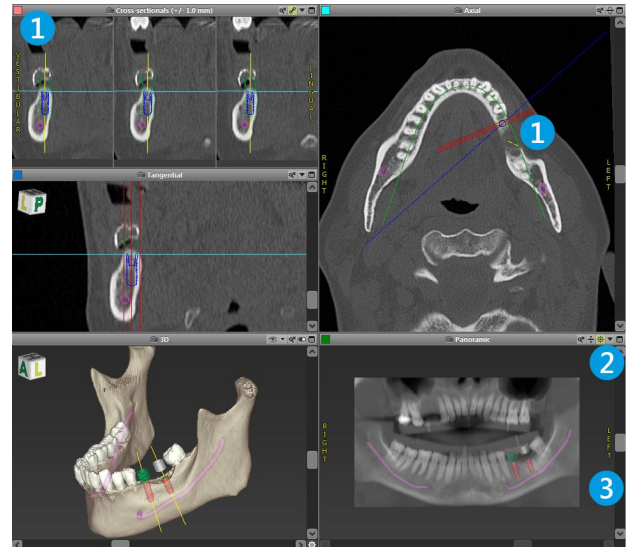 Cross-sectionals (+/- 1.0 mm)
1
VESTIBULAR
LINGUAL
Axial
1
RIGHT
LEFT
Tangential
L P
3D
A L
Panoramic
2
RIGHT
LEFT
3